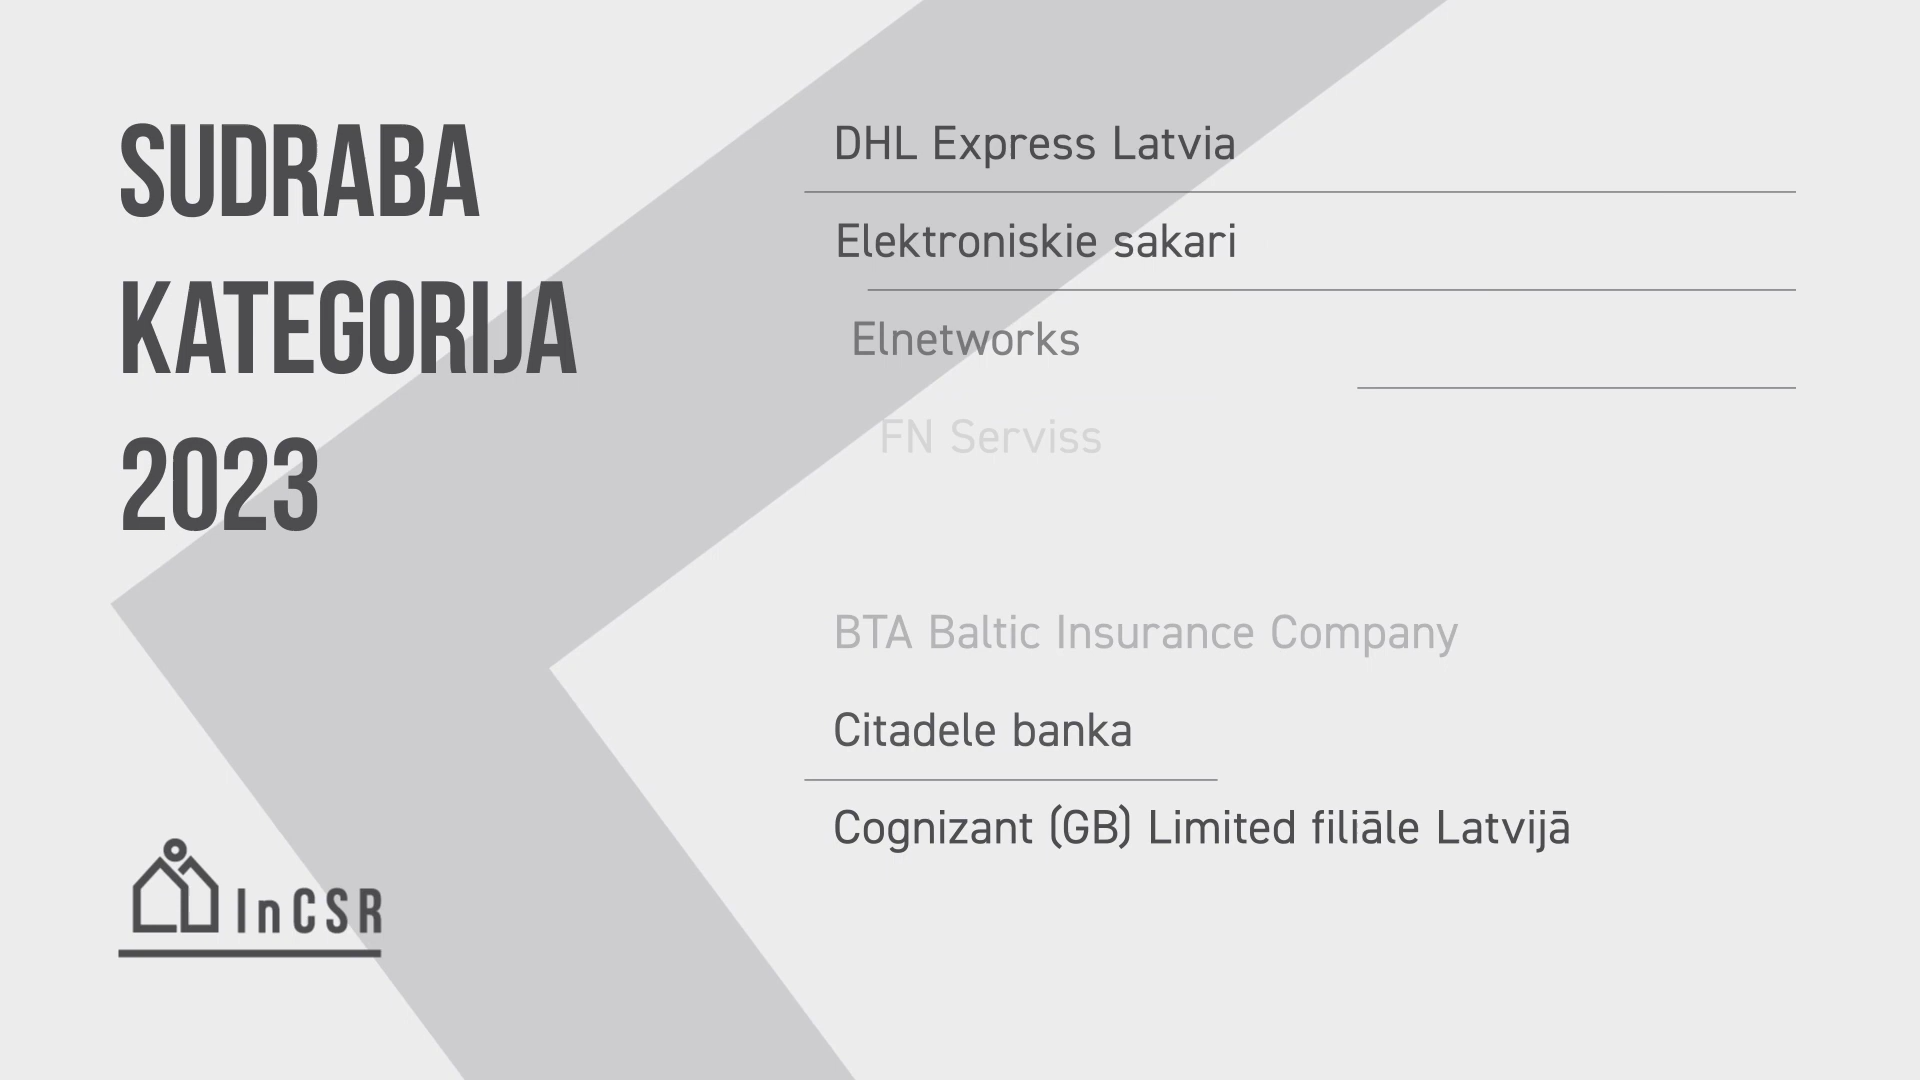 SUDRABA
KATEGORIJA
2023
DHL Express Latvia
Elektroniskie sakari
Elnetworks
FN Serviss
BTA Baltic Insurance Company
Citadele banka
Cognizant (GB) Limited filiāle Latvijā
InCSR